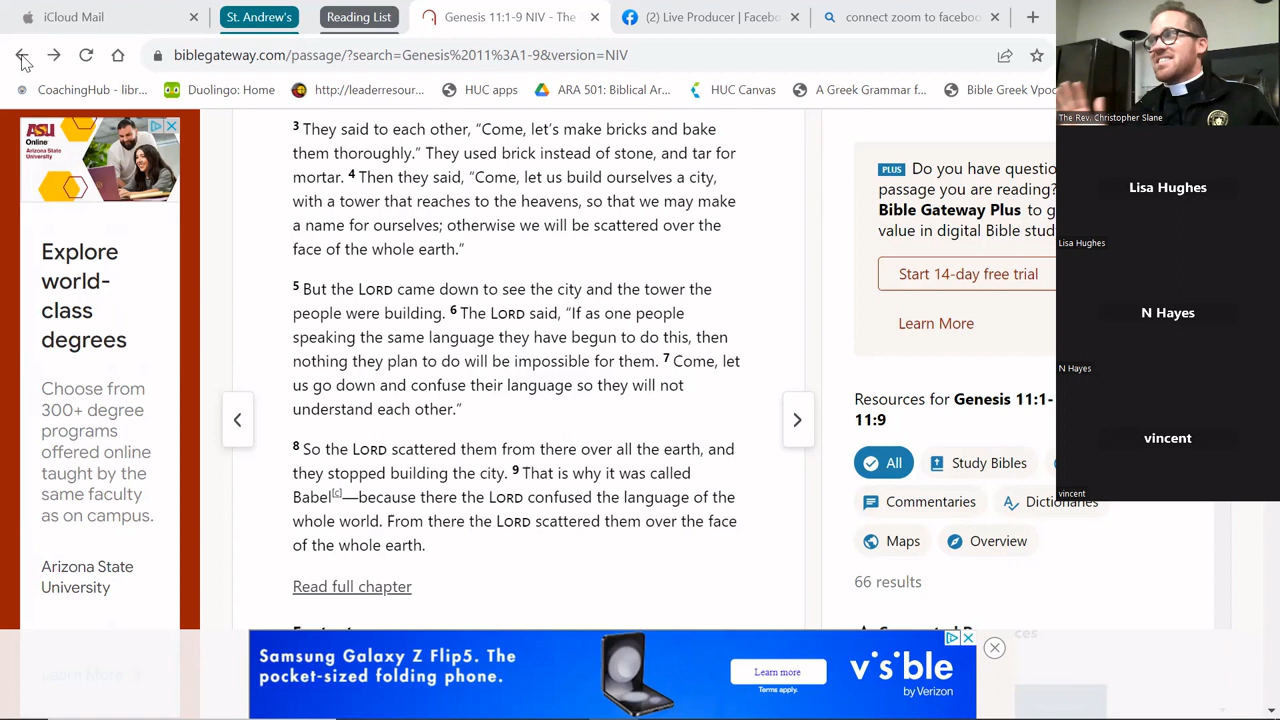 iCloud Mail
St. Andrew's
Reading List
Genesis 11:1-9 NIV - The
(2) Live Producer | Faceb
connect zoom to faceboo
biblegateway.com/passage/?search=Genesis%2011%3A1-9&version=NIV
CoachingHub - libr...
Duolingo: Home
http://leaderresour...
HUC apps
ARA 501: Biblical Ar...
HUC Canvas
A Greek Grammar f...
Bible Greek Vpod
ASU
Online
Arizona State
University
Explore
world-
class
degrees
Choose from
300+ degree
programs
offered online
taught by the
same faculty
as on campus.
Arizona State
University
3 They said to each other, “Come, let’s make bricks and bake
them thoroughly.” They used brick instead of stone, and tar for
mortar. 4 Then they said, “Come, let us build ourselves a city,
with a tower that reaches to the heavens, so that we may make
a name for ourselves; otherwise we will be scattered over the
face of the whole earth.”
5 But the LORD came down to see the city and the tower the
people were building. 6 The LORD said, “If as one people
speaking the same language they have begun to do this, then
nothing they plan to do will be impossible for them. 7 Come, let
us go down and confuse their language so they will not
understand each other.”
8 So the LORD scattered them from there over all the earth, and
they stopped building the city. 9 That is why it was called
Babel[c]—because there the LORD confused the language of the
whole world. From there the LORD scattered them over the face
of the whole earth.
Read full chapter
PLUS Do you have questio
passage you are reading?
Bible Gateway Plus to g
value in digital Bible stud
Start 14-day free trial
Learn More
Resources for Genesis 11:1-
11:9
All
Study Bibles
Commentaries
Dictionaries
Maps
Overview
66 results
The Rev. Christopher Slane
Lisa Hughes
Lisa Hughes
N Hayes
N Hayes
vincent
vincent
Samsung Galaxy Z Flip5. The
pocket-sized folding phone.
Learn more
Terms apply.
visible
by Verizon